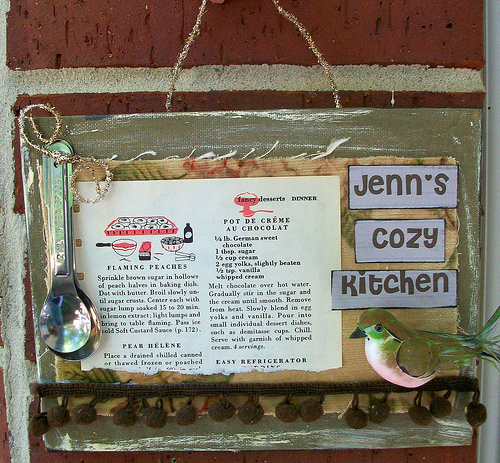 Jenn's
cozy
Kitchen
fancy desserts DINNER
POT DE CRÉME
AU CHOCOLAT
¼ lb. German sweet
chocolate
1 tbsp. sugar
½ cup cream
2 egg yolks, slightly beaten
½ tsp. vanilla
whipped cream
Melt chocolate over hot water.
Gradually stir in the sugar and
the cream until smooth. Remove
from heat. Slowly blend in egg
yolks and vanilla. Pour into
small individual dessert dishes,
such as demitasse cups. Chill.
Serve with garnish of whipped
cream. 4 servings.
EASY REFRIGERATOR
FLAMING PEACHES
Sprinkle brown sugar in hollows
of peach halves in baking dish.
Dot with butter. Broil slowly un-
til sugar crusts. Center each with
sugar lump soaked 15 to 20 min.
in lemon extract; light lumps and
bring to table flaming. Pass ice
cold Soft Custard Sauce (p. 172).
PEAR HÉLÈNE
Place a drained chilled canned
or thawed frozen or poached